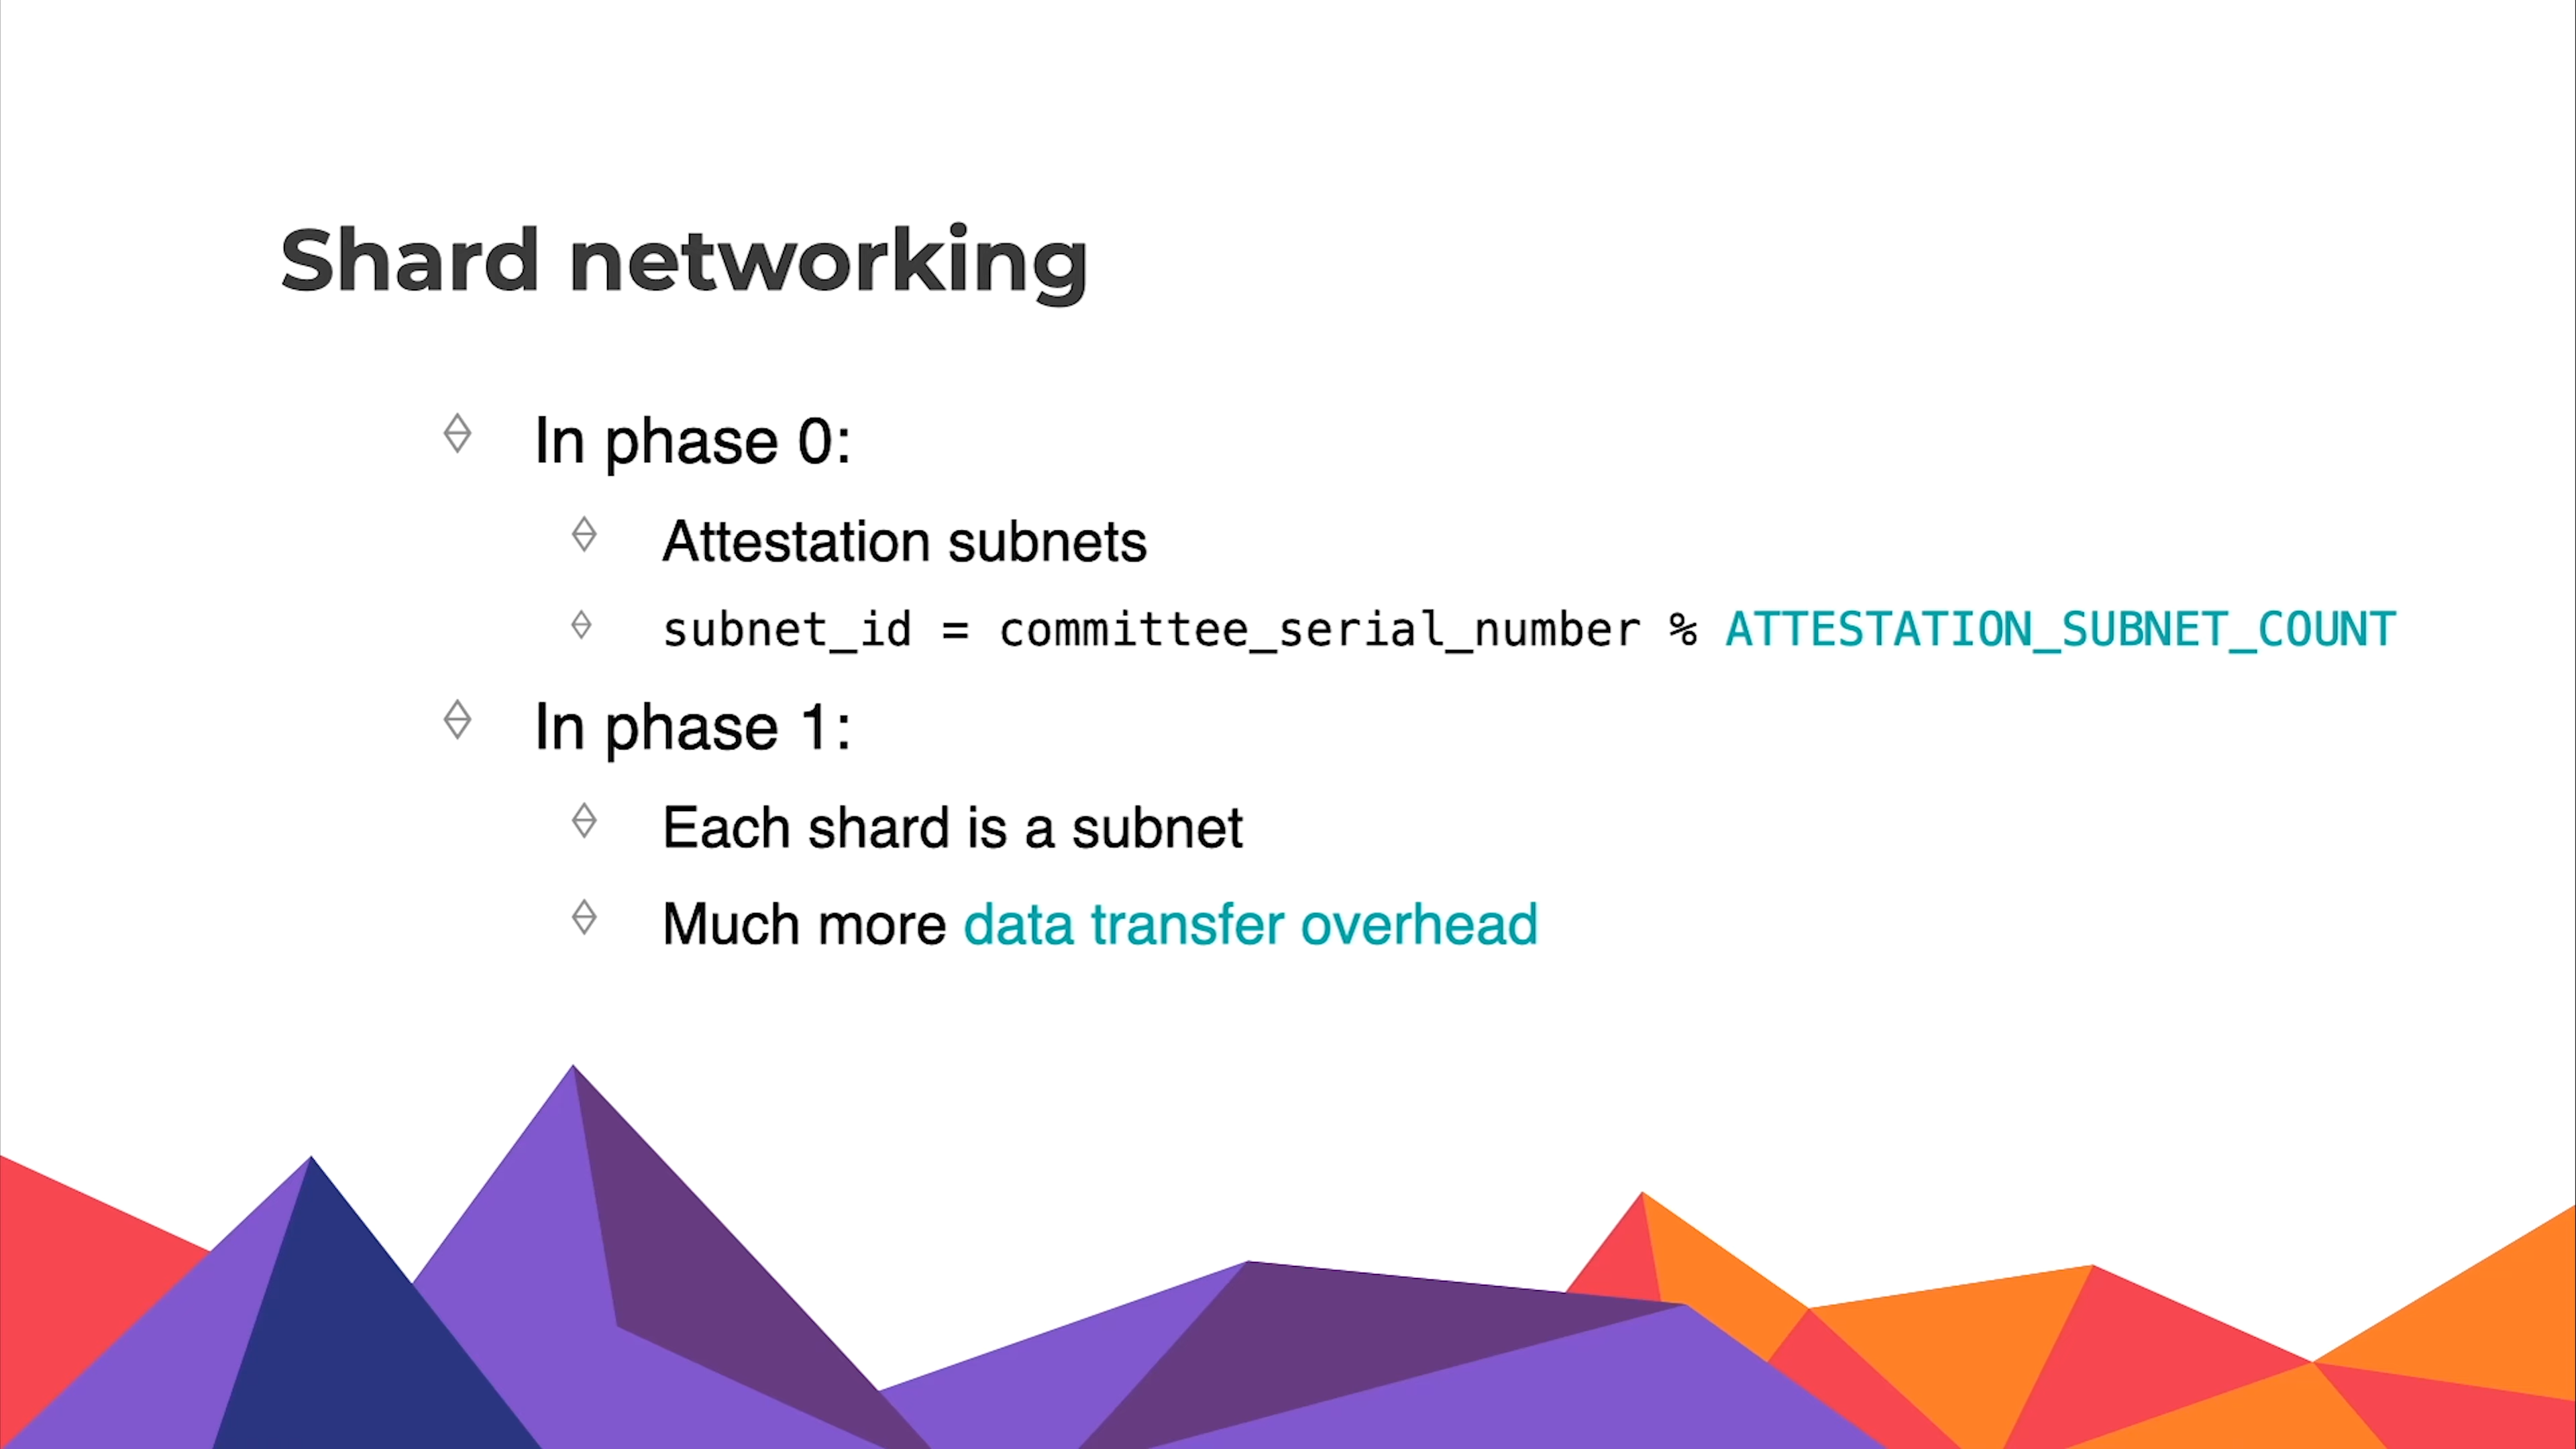 Shard networking
In phase 0:
Attestation subnets
subnet_id = committee_serial_number % ATTESTATION_SUBNET_COUNT
In phase 1:
Each shard is a subnet
Much more data transfer overhead